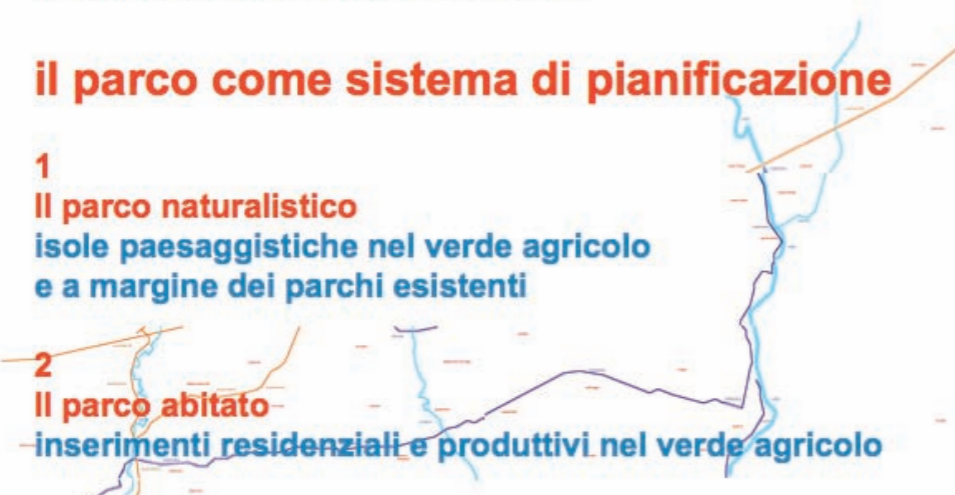 il parco come sistema di pianificazione
1
Il parco naturalistico
isole paesaggistiche nel verde agricolo
e a margine dei parchi esistenti
2
Il parco abitato
inserimenti residenziali e produttivi nel verde agricolo